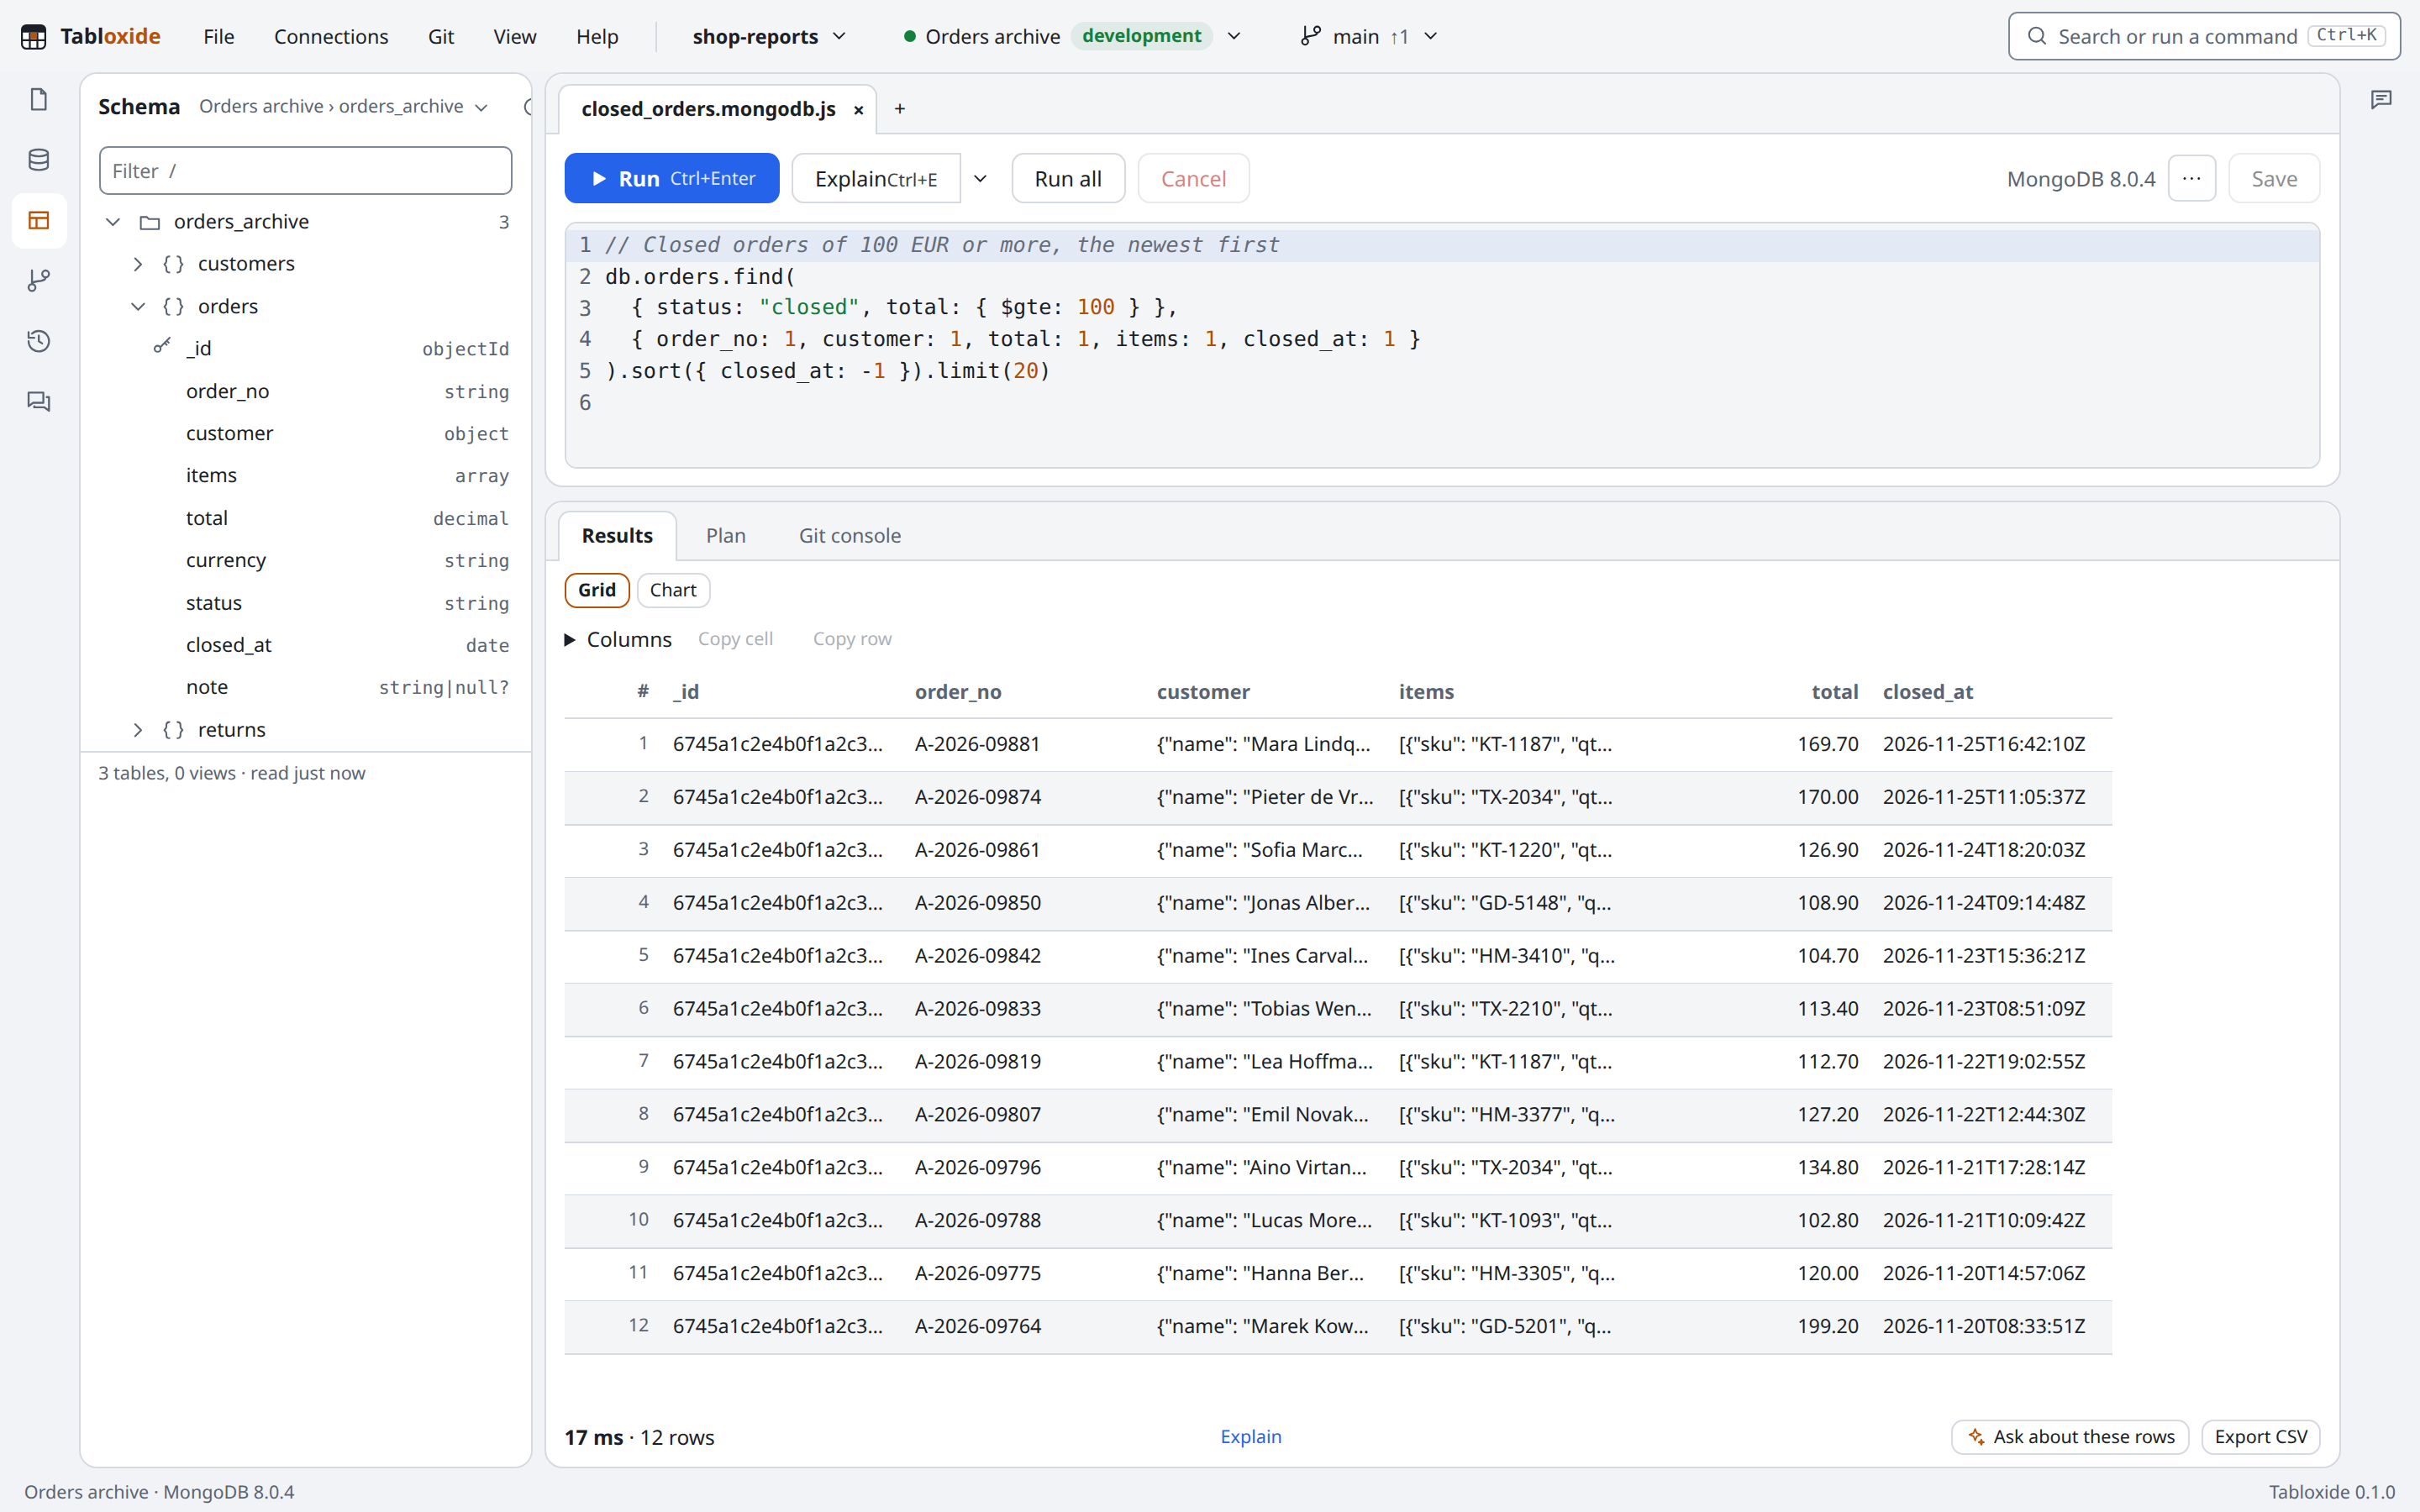 Tabloxide File Connections Git View Help shop-reports Orders archive development main ↑1 Search or run a command Ctrl+K
Schema Orders archive › orders_archive
Filter /
orders_archive 3
{} customers
{} orders
_id objectId
order_no string
customer object
items array
total decimal
currency string
status string
closed_at date
note string|null?
{} returns
3 tables, 0 views · read just now
closed_orders.mongodb.js × +
Run Ctrl+Enter Explain Ctrl+E Run all Cancel MongoDB 8.0.4 ... Save
1 // Closed orders of 100 EUR or more, the newest first
2 db.orders.find(
3 { status: "closed", total: { $gte: 100 } },
4 { order_no: 1, customer: 1, total: 1, items: 1, closed_at: 1 }
5 ).sort({ closed_at: -1 }).limit(20)
6
Results Plan Git console
Grid Chart
Columns Copy cell Copy row
# _id order_no customer items total closed_at
1 6745a1c2e4b0f1a2c3... A-2026-09881 {"name": "Mara Lindq... [{"sku": "KT-1187", "qt... 169.70 2026-11-25T16:42:10Z
2 6745a1c2e4b0f1a2c3... A-2026-09874 {"name": "Pieter de Vr... [{"sku": "TX-2034", "qt... 170.00 2026-11-25T11:05:37Z
3 6745a1c2e4b0f1a2c3... A-2026-09861 {"name": "Sofia Marc... [{"sku": "KT-1220", "qt... 126.90 2026-11-24T18:20:03Z
4 6745a1c2e4b0f1a2c3... A-2026-09850 {"name": "Jonas Alber... [{"sku": "GD-5148", "q... 108.90 2026-11-24T09:14:48Z
5 6745a1c2e4b0f1a2c3... A-2026-09842 {"name": "Ines Carval... [{"sku": "HM-3410", "q... 104.70 2026-11-23T15:36:21Z
6 6745a1c2e4b0f1a2c3... A-2026-09833 {"name": "Tobias Wen... [{"sku": "TX-2210", "qt... 113.40 2026-11-23T08:51:09Z
7 6745a1c2e4b0f1a2c3... A-2026-09819 {"name": "Lea Hoffma... [{"sku": "KT-1187", "qt... 112.70 2026-11-22T19:02:55Z
8 6745a1c2e4b0f1a2c3... A-2026-09807 {"name": "Emil Novak... [{"sku": "HM-3377", "q... 127.20 2026-11-22T12:44:30Z
9 6745a1c2e4b0f1a2c3... A-2026-09796 {"name": "Aino Virtan... [{"sku": "TX-2034", "qt... 134.80 2026-11-21T17:28:14Z
10 6745a1c2e4b0f1a2c3... A-2026-09788 {"name": "Lucas More... [{"sku": "KT-1093", "qt... 102.80 2026-11-21T10:09:42Z
11 6745a1c2e4b0f1a2c3... A-2026-09775 {"name": "Hanna Ber... [{"sku": "HM-3305", "q... 120.00 2026-11-20T14:57:06Z
12 6745a1c2e4b0f1a2c3... A-2026-09764 {"name": "Marek Kow... [{"sku": "GD-5201", "q... 199.20 2026-11-20T08:33:51Z
17 ms · 12 rows Explain Ask about these rows Export CSV
Orders archive · MongoDB 8.0.4 Tabloxide 0.1.0